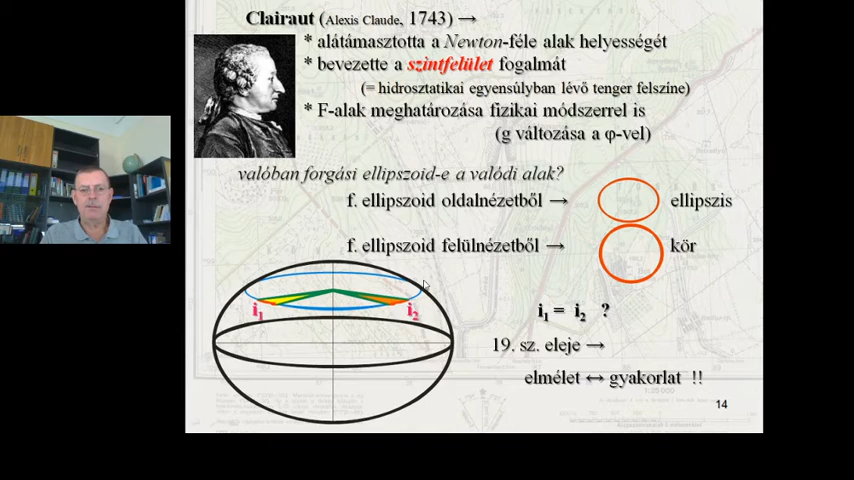 Clairaut (Alexis Claude, 1743) →
* alátámasztotta a Newton-féle alak helyességét
* bevezette a szintfelület fogalmát
(= hidrosztatikai egyensúlyban lévő tenger felszíne)
* F-alak meghatározása fizikai módszerrel is
(g változása a φ-vel)
valóban forgási ellipszoid-e a valódi alak?
f. ellipszoid oldalnézetből → ellipszis
f. ellipszoid felülnézetből → kör
i1 i2
i1 = i2 ?
19. sz. eleje →
elmélet ↔ gyakorlat !!
14